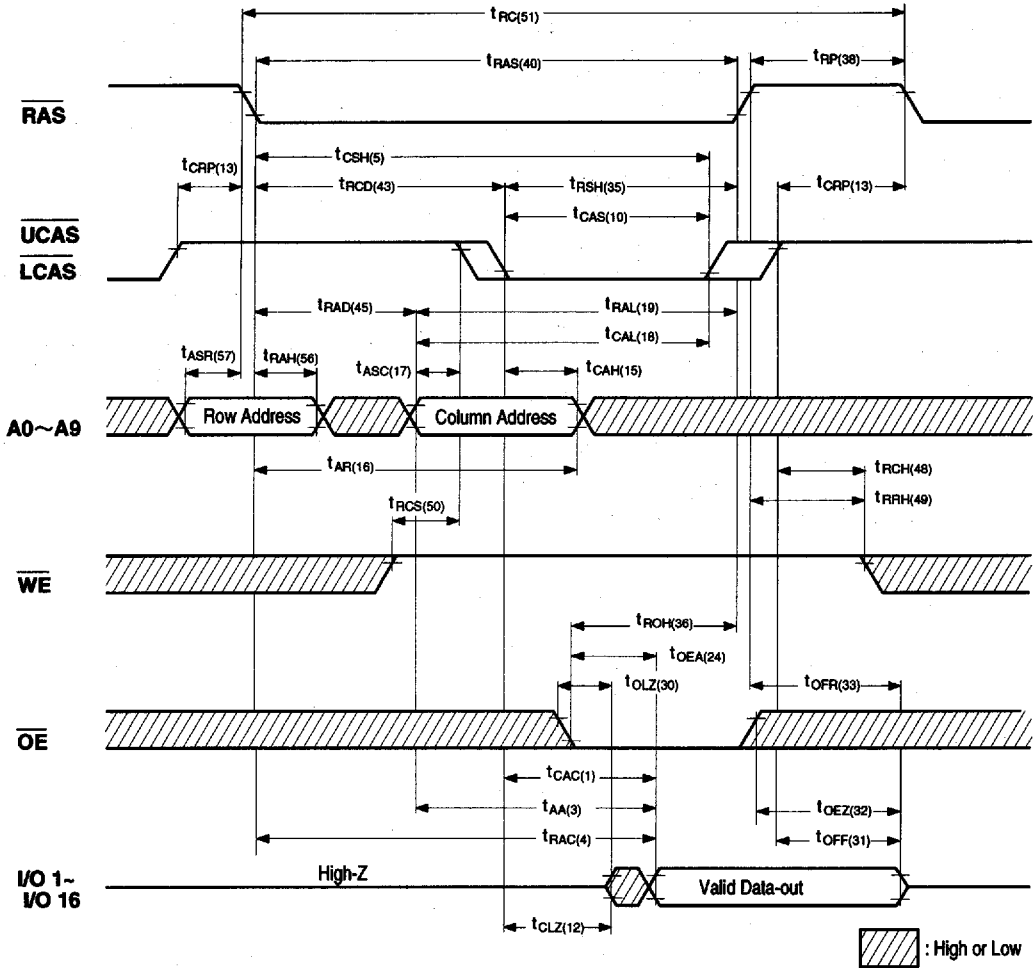 tRC(51)
tRAS(40)
tRP(38)
RAS
tCSH(5)
tCRP(13)
tRCD(43)
tRSH(35)
tCRP(13)
tCAS(10)
UCAS
LCAS
tRAD(45)
tRAL(19)
tCAL(18)
tASR(57)
tRAH(56)
tASC(17)
tCAH(15)
A0~A9
Row Address
Column Address
tAR(16)
tRCH(48)
tRRH(49)
tRCS(50)
WE
tROH(36)
tOEA(24)
tOLZ(30)
tOFR(33)
OE
tCAC(1)
tAA(3)
tOEZ(32)
tRAC(4)
tOFF(31)
I/O 1~
I/O 16
High-Z
Valid Data-out
tCLZ(12)
: High or Low